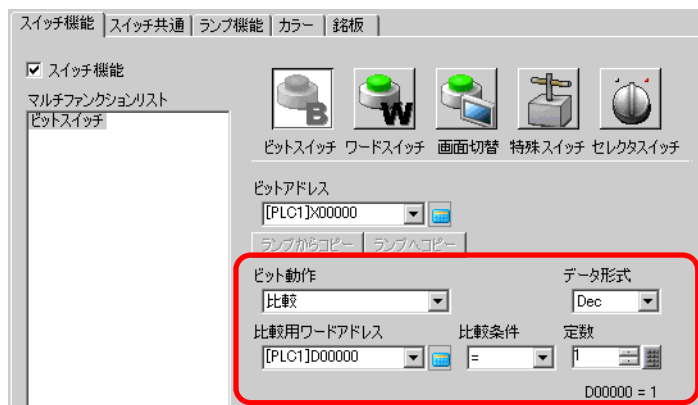 スイッチ機能 スイッチ共通 ランプ機能 カラー 銘板
スイッチ機能
マルチファンクションリスト
ビットスイッチ
B W
ビットスイッチ ワードスイッチ 画面切替 特殊スイッチ セレクタスイッチ
ビットアドレス
[PLC1]X00000
ランプからコピー ランプへコピー
ビット動作 データ形式
比較 Dec
比較用ワードアドレス 比較条件 定数
[PLC1]D00000 = 1
D00000 = 1